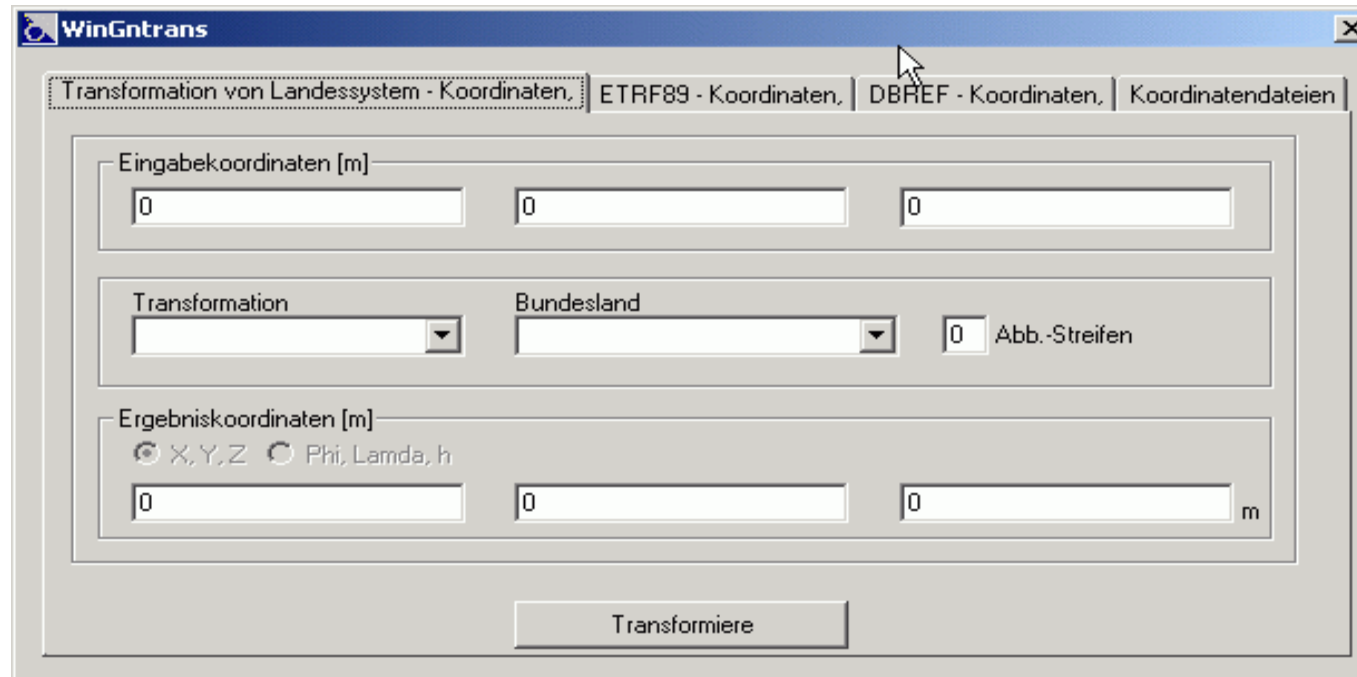 WinGntrans
Transformation von Landessystem - Koordinaten, ETRF89 - Koordinaten, DBREF - Koordinaten, Koordinatendateien
Eingabekoordinaten [m]
0 0 0
Transformation Bundesland
0 Abb.-Streifen
Ergebniskoordinaten [m]
X, Y, Z Phi, Lamda, h
0 0 0 m
Transformiere